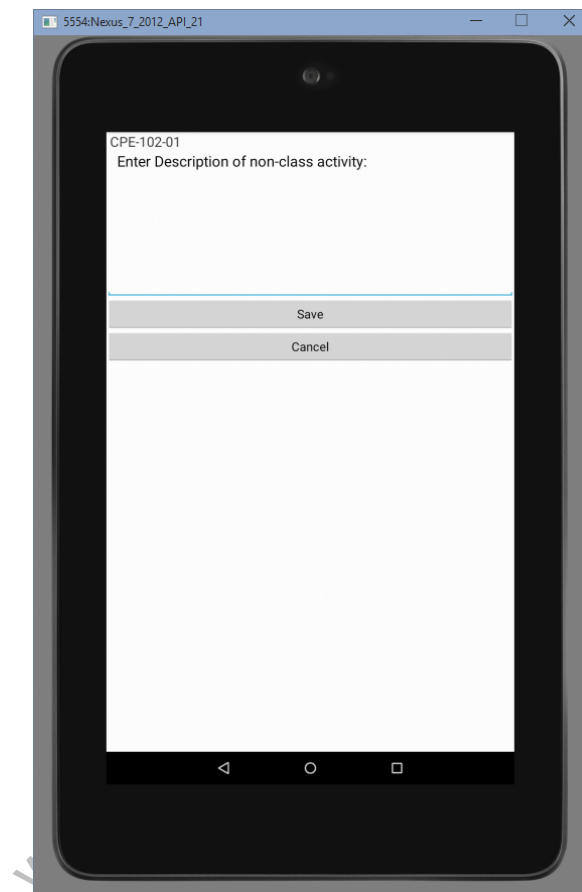 5554:Nexus_7_2012_API_21
CPE-102-01
Enter Description of non-class activity:
Save
Cancel